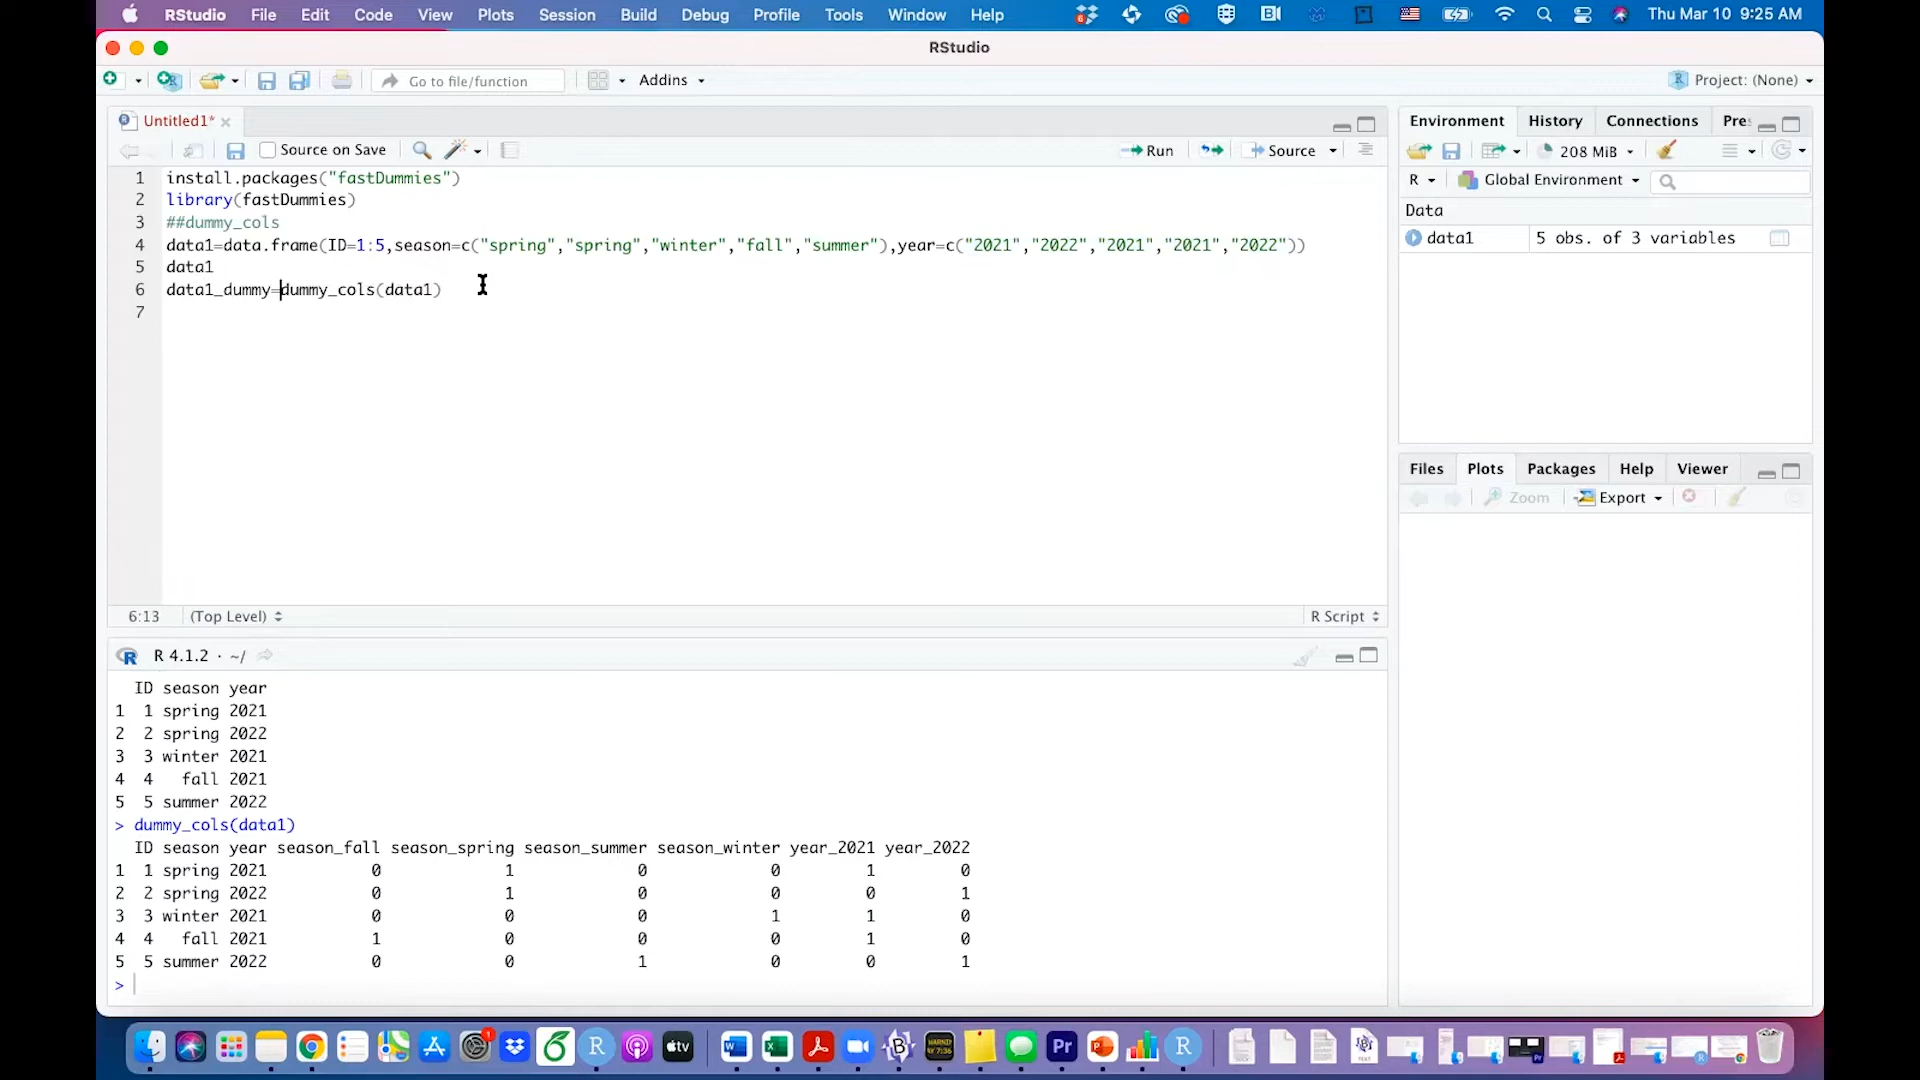 RStudio File Edit Code View Plots Session Build Debug Profile Tools Window Help Thu Mar 10 9:25 AM
RStudio
Go to file/function Addins Project: (None)
Untitled1*
Source on Save Run Source
1 install.packages("fastDummies")
2 library(fastDummies)
3 ##dummy_cols
4 data1=data.frame(ID=1:5,season=c("spring","spring","winter","fall","summer"),year=c("2021","2022","2021","2021","2022"))
5 data1
6 data1_dummy=dummy_cols(data1)
7
6:13 (Top Level) R Script
R 4.1.2 · ~/
ID season year
1 1 spring 2021
2 2 spring 2022
3 3 winter 2021
4 4 fall 2021
5 5 summer 2022
> dummy_cols(data1)
ID season year season_fall season_spring season_summer season_winter year_2021 year_2022
1 1 spring 2021 0 1 0 0 1 0
2 2 spring 2022 0 1 0 0 0 1
3 3 winter 2021 0 0 0 1 1 0
4 4 fall 2021 1 0 0 0 1 0
5 5 summer 2022 0 0 1 0 0 1
>
Environment History Connections Pre
208 MiB
R Global Environment
Data
data1 5 obs. of 3 variables
Files Plots Packages Help Viewer
Zoom Export
tv